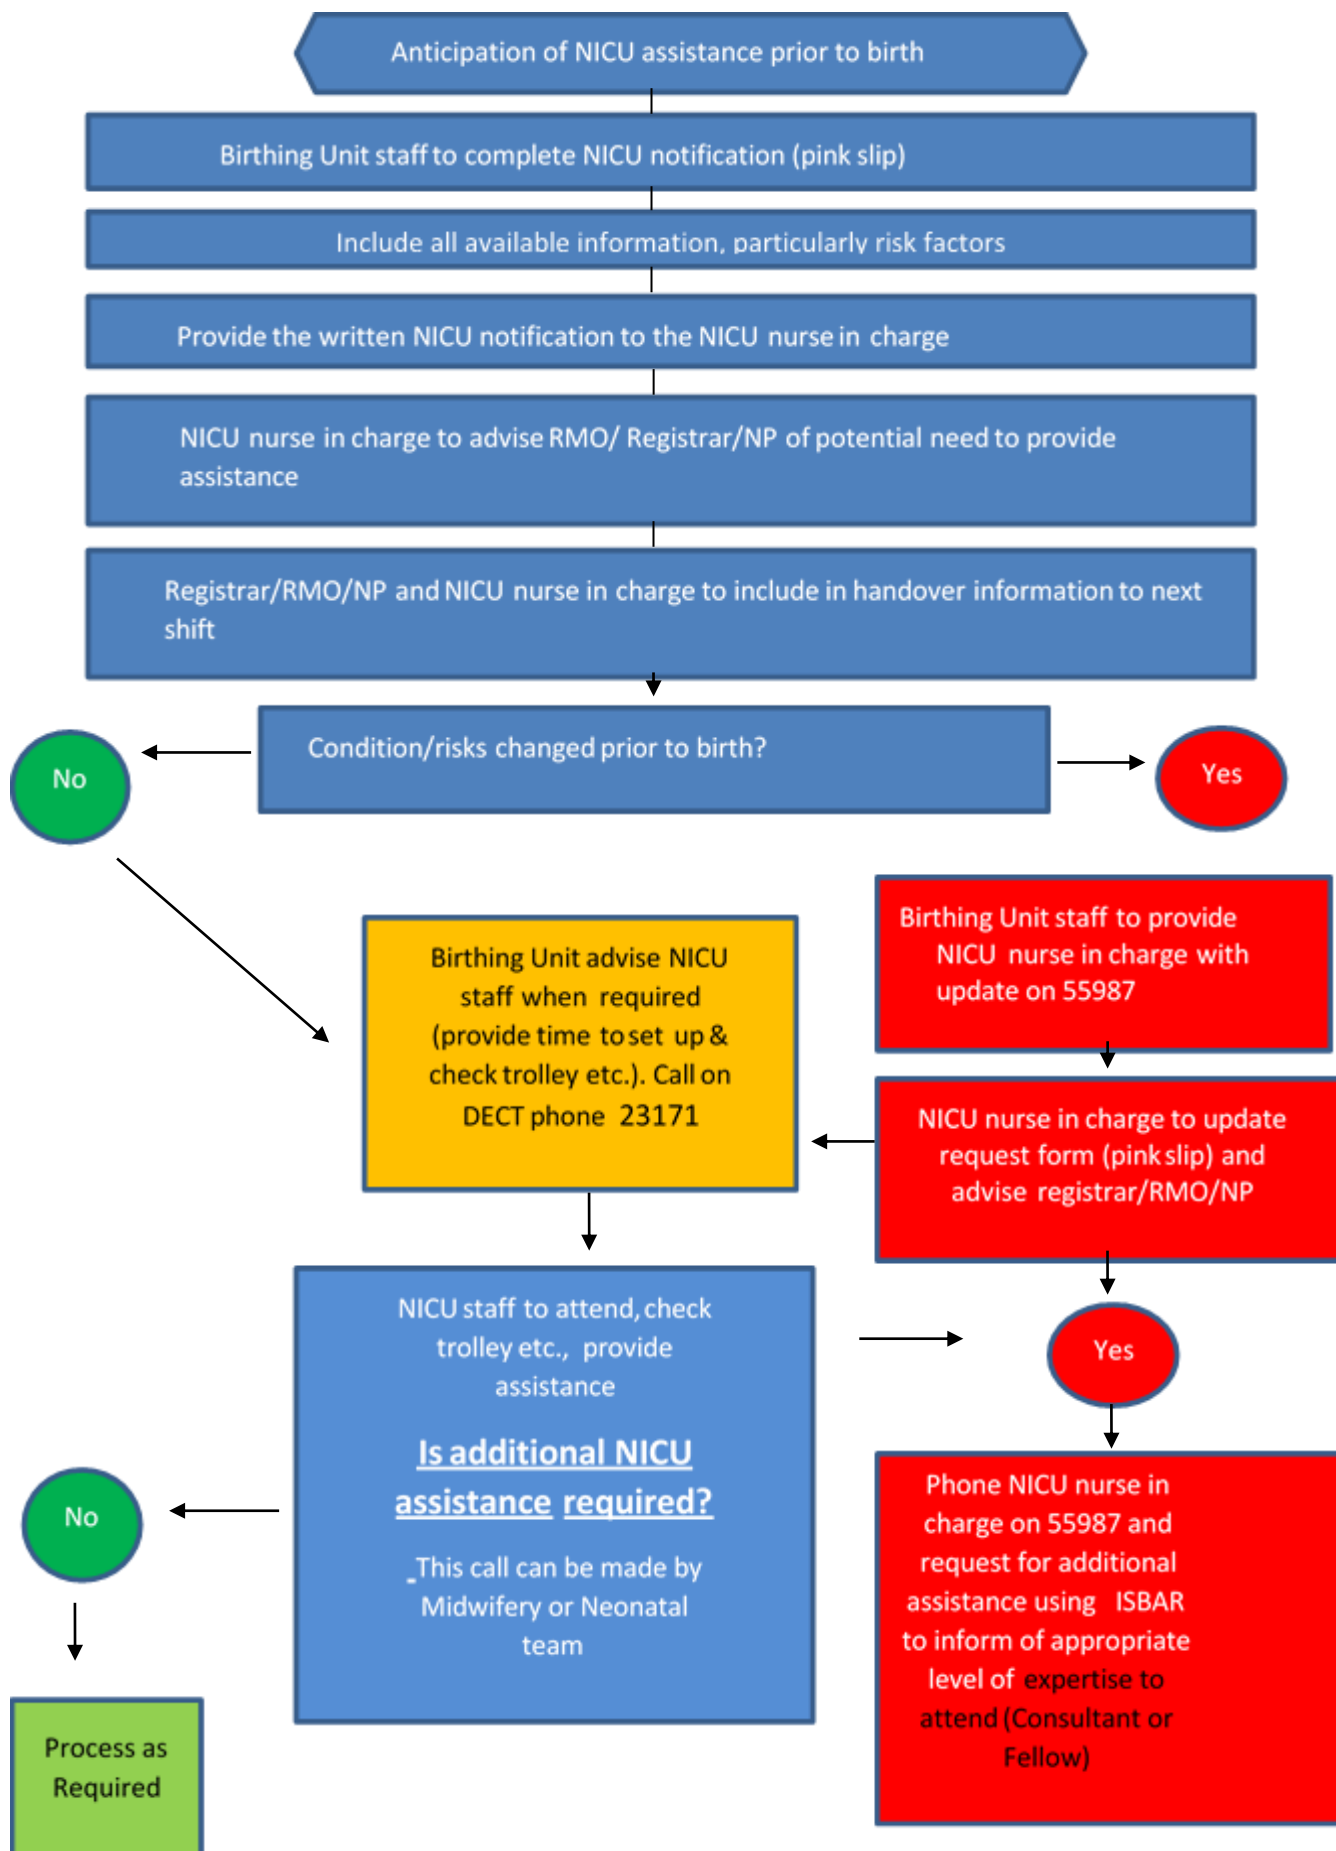 Anticipation of NICU assistance prior to birth
Birthing Unit staff to complete NICU notification (pink slip)
Include all available information, particularly risk factors
Provide the written NICU notification to the NICU nurse in charge
NICU nurse in charge to advise RMO/ Registrar/NP of potential need to provide
assistance
Registrar/RMO/NP and NICU nurse in charge to include in handover information to next
shift
Condition/risks changed prior to birth?
No
Yes
Birthing Unit staff to provide
NICU nurse in charge with
update on 55987
Birthing Unit advise NICU
staff when required
(provide time to set up &
check trolley etc.). Call on
DECT phone 23171
NICU nurse in charge to update
request form (pink slip) and
advise registrar/RMO/NP
NICU staff to attend, check
trolley etc., provide
assistance
Is additional NICU
assistance required?
This call can be made by
Midwifery or Neonatal
team
Yes
No
Phone NICU nurse in
charge on 55987 and
request for additional
assistance using ISBAR
to inform of appropriate
level of expertise to
attend (Consultant or
Fellow)
Process as
Required